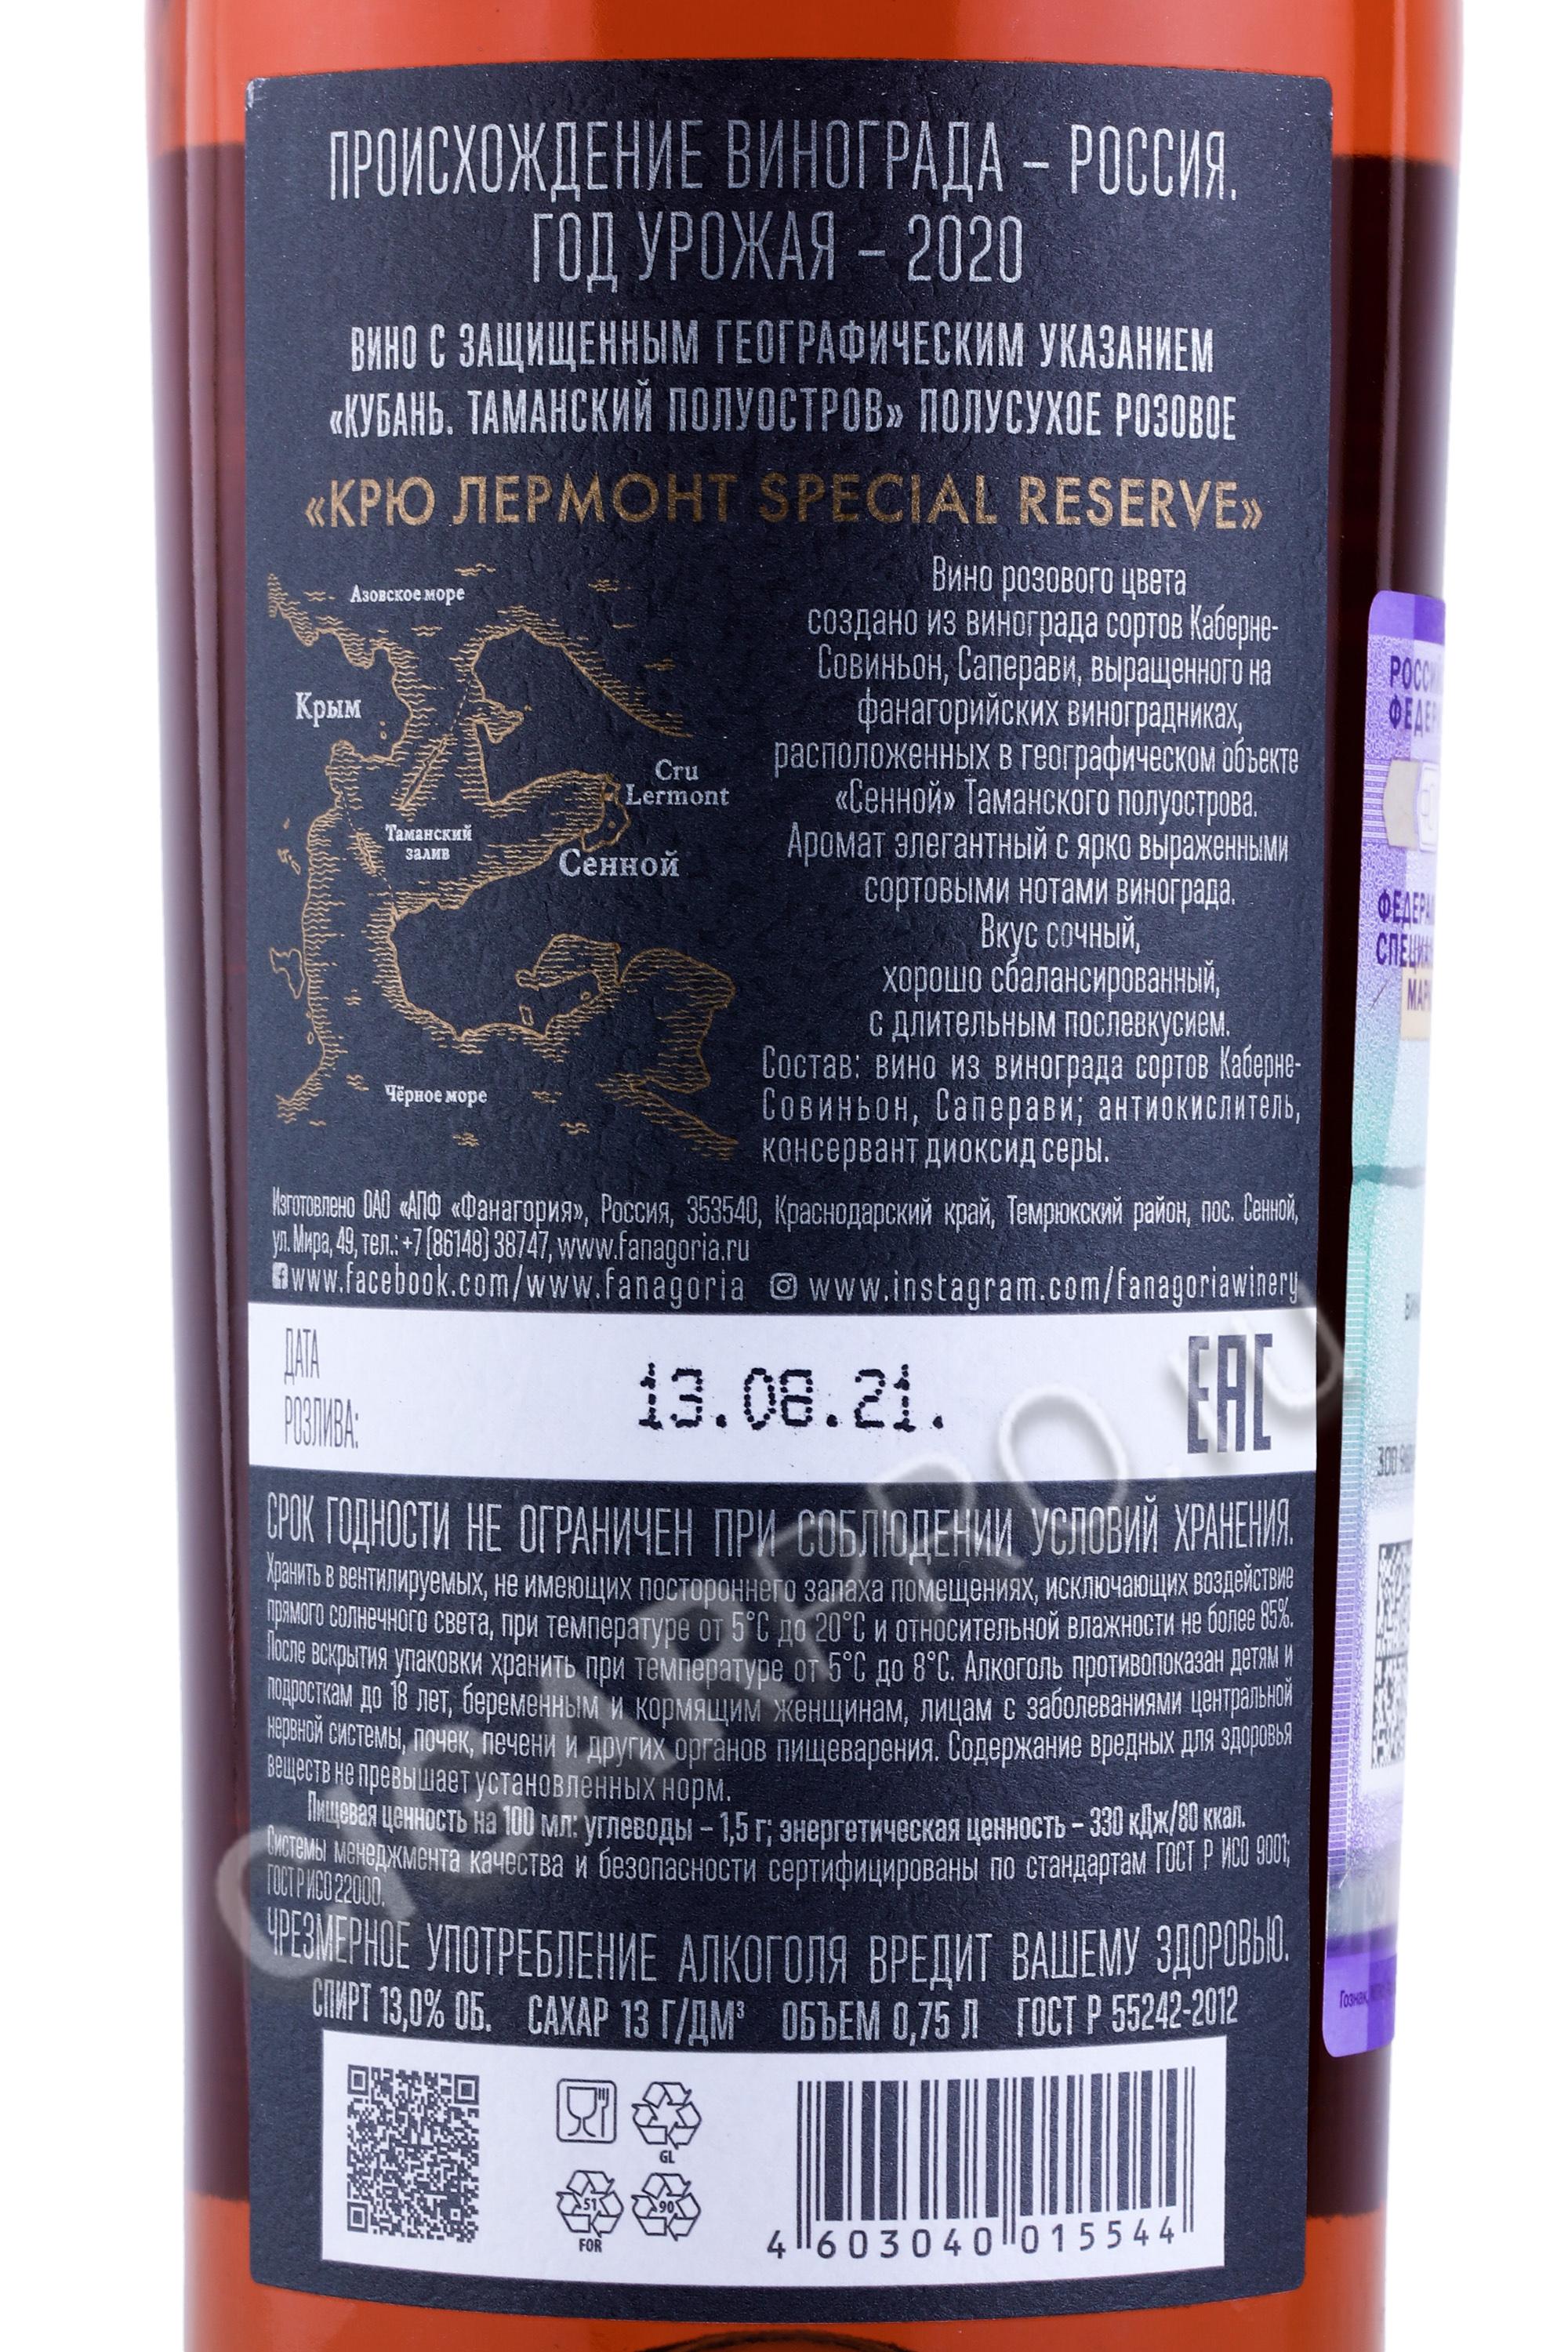 ПРОИСХОЖДЕНИЕ ВИНОГРАДА – РОССИЯ.
ГОД УРОЖАЯ – 2020
ВИНО С ЗАЩИЩЕННЫМ ГЕОГРАФИЧЕСКИМ УКАЗАНИЕМ
«КУБАНЬ. ТАМАНСКИЙ ПОЛУОСТРОВ» ПОЛУСУХОЕ РОЗОВОЕ
«КРЮ ЛЕРМОНТ SPECIAL RESERVE»
Азовское море
Крым
Cru
Lermont
Таманский
залив
Сенной
Чёрное море
Вино розового цвета
создано из винограда сортов Каберне-
Совиньон, Саперави, выращенного на
фанагорийских виноградниках,
расположенных в географическом объекте
«Сенной» Таманского полуострова.
Аромат элегантный с ярко выраженными
сортовыми нотами винограда.
Вкус сочный,
хорошо сбалансированный,
с длительным послевкусием.
Состав: вино из винограда сортов Каберне-
Совиньон, Саперави; антиокислитель,
консервант диоксид серы.
Изготовлено ОАО «АПФ «Фанагория», Россия, 353540, Краснодарский край, Темрюкский район, пос. Сенной,
ул. Мира, 49, тел.: +7 (86148) 38747, www.fanagoria.ru
www.facebook.com/www.fanagoria www.instagram.com/fanagoriawinery
ДАТА
РОЗЛИВА:
13.08.21.
EAC
СРОК ГОДНОСТИ НЕ ОГРАНИЧЕН ПРИ СОБЛЮДЕНИИ УСЛОВИЙ ХРАНЕНИЯ.
Хранить в вентилируемых, не имеющих постороннего запаха помещениях, исключающих воздействие
прямого солнечного света, при температуре от 5°С до 20°С и относительной влажности не более 85%.
После вскрытия упаковки хранить при температуре от 5°С до 8°С. Алкоголь противопоказан детям и
подросткам до 18 лет, беременным и кормящим женщинам, лицам с заболеваниями центральной
нервной системы, почек, печени и других органов пищеварения. Содержание вредных для здоровья
веществ не превышает установленных норм.
Пищевая ценность на 100 мл: углеводы – 1,5 г; энергетическая ценность – 330 кДж/80 ккал.
Системы менеджмента качества и безопасности сертифицированы по стандартам ГОСТ Р ИСО 9001;
ГОСТ Р ИСО 22000.
ЧРЕЗМЕРНОЕ УПОТРЕБЛЕНИЕ АЛКОГОЛЯ ВРЕДИТ ВАШЕМУ ЗДОРОВЬЮ.
СПИРТ 13,0% ОБ. САХАР 13 Г/ДМ³ ОБЪЕМ 0,75 Л ГОСТ Р 55242-2012
GL
51
FOR
90
4 603040 015544
CIGARPRO.ru